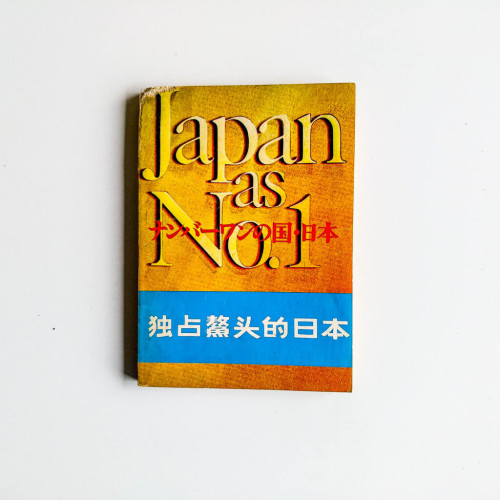 Japan
as
No.1
ナンバーワンの国・日本
独占鳌头的日本